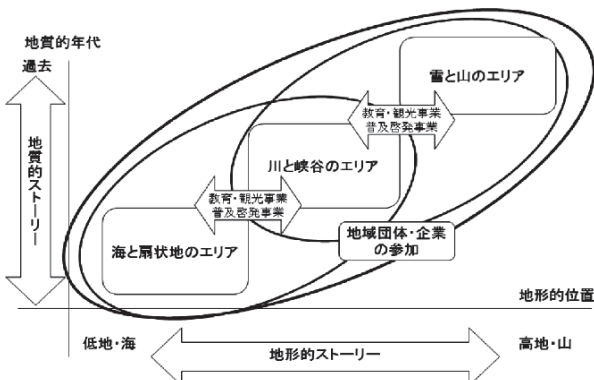 地質的年代
過去
地質的ストーリー
雪と山のエリア
教育・観光事業
普及啓発事業
川と峡谷のエリア
教育・観光事業
普及啓発事業
海と扇状地のエリア
地域団体・企業
の参加
地形的位置
低地・海
地形的ストーリー
高地・山